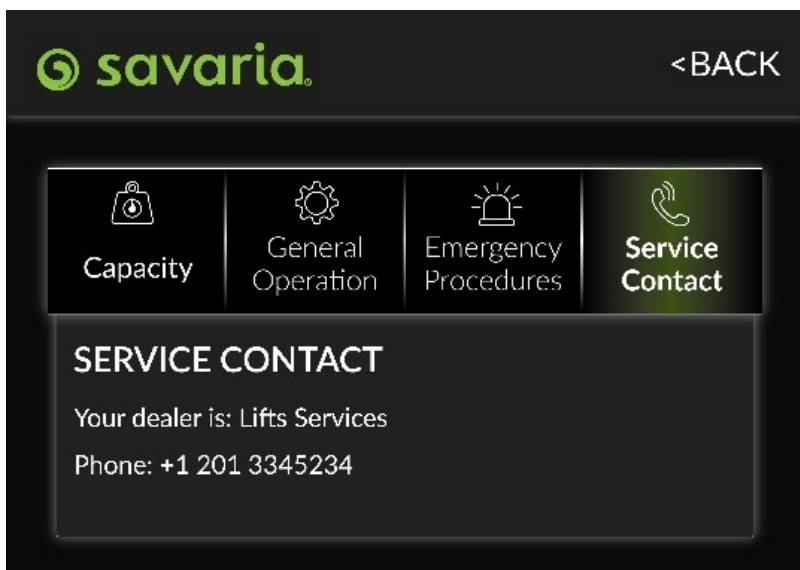 savaria
<BACK
Capacity
General
Operation
Emergency
Procedures
Service
Contact
SERVICE CONTACT
Your dealer is: Lifts Services
Phone: +1 201 3345234